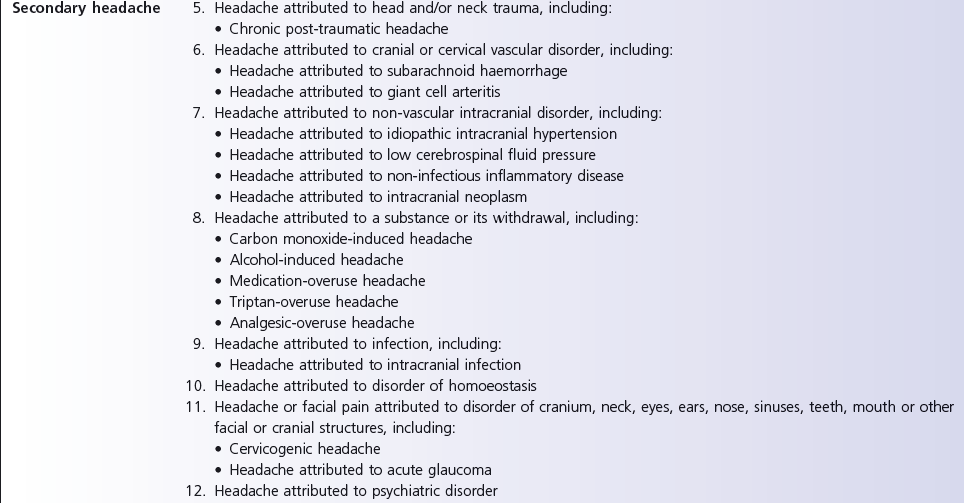 Secondary headache 5. Headache attributed to head and/or neck trauma, including:
• Chronic post-traumatic headache
6. Headache attributed to cranial or cervical vascular disorder, including:
• Headache attributed to subarachnoid haemorrhage
• Headache attributed to giant cell arteritis
7. Headache attributed to non-vascular intracranial disorder, including:
• Headache attributed to idiopathic intracranial hypertension
• Headache attributed to low cerebrospinal fluid pressure
• Headache attributed to non-infectious inflammatory disease
• Headache attributed to intracranial neoplasm
8. Headache attributed to a substance or its withdrawal, including:
• Carbon monoxide-induced headache
• Alcohol-induced headache
• Medication-overuse headache
• Triptan-overuse headache
• Analgesic-overuse headache
9. Headache attributed to infection, including:
• Headache attributed to intracranial infection
10. Headache attributed to disorder of homoeostasis
11. Headache or facial pain attributed to disorder of cranium, neck, eyes, ears, nose, sinuses, teeth, mouth or other
facial or cranial structures, including:
• Cervicogenic headache
• Headache attributed to acute glaucoma
12. Headache attributed to psychiatric disorder